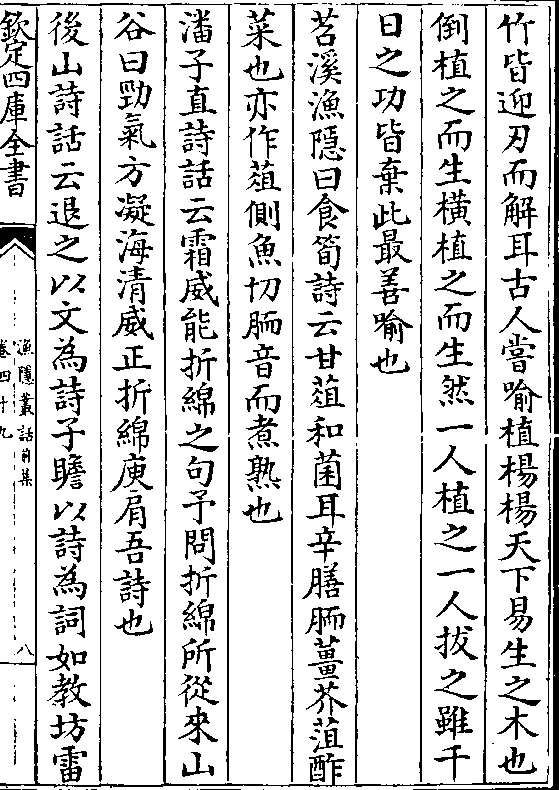 竹皆迎刃而解耳古人嘗喻植楊楊天下易生之木也
倒植之而生橫植之而生然一人植之一人拔之雖千
日之功皆棄此最善喻也
苕溪漁隱曰食筍詩云甘葅和菌耳辛膳胹薑芥菹酢
菜也亦作葅側魚切胹音而煮熟也
潘子直詩話云霜威能折綿之句予問折綿所從來山
谷曰勁氣方凝海清威正折綿庾肩吾詩也
後山詩話云退之以文為詩子瞻以詩為詞如教坊雷
欽定四庫全書
漁隱叢話前集
卷四十九
八